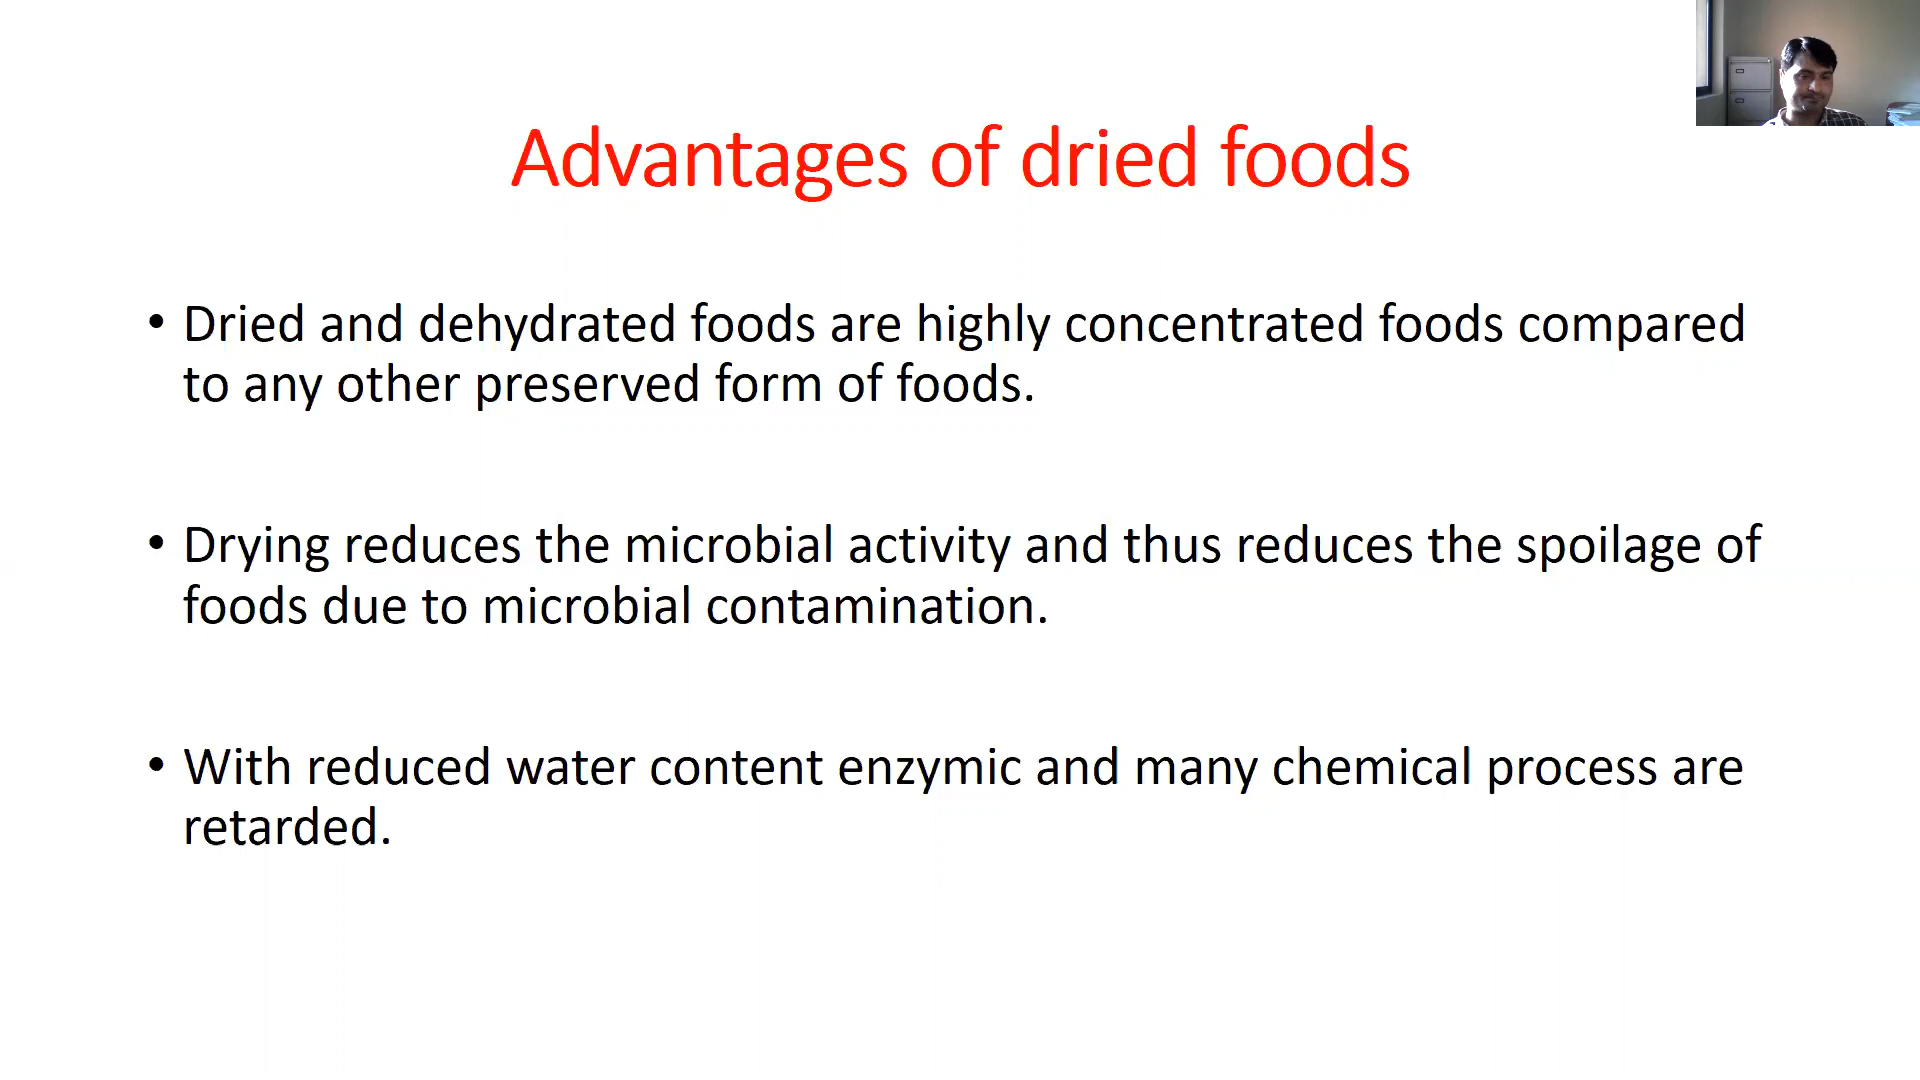 Advantages of dried foods
• Dried and dehydrated foods are highly concentrated foods compared
to any other preserved form of foods.
• Drying reduces the microbial activity and thus reduces the spoilage of
foods due to microbial contamination.
• With reduced water content enzymic and many chemical process are
retarded.